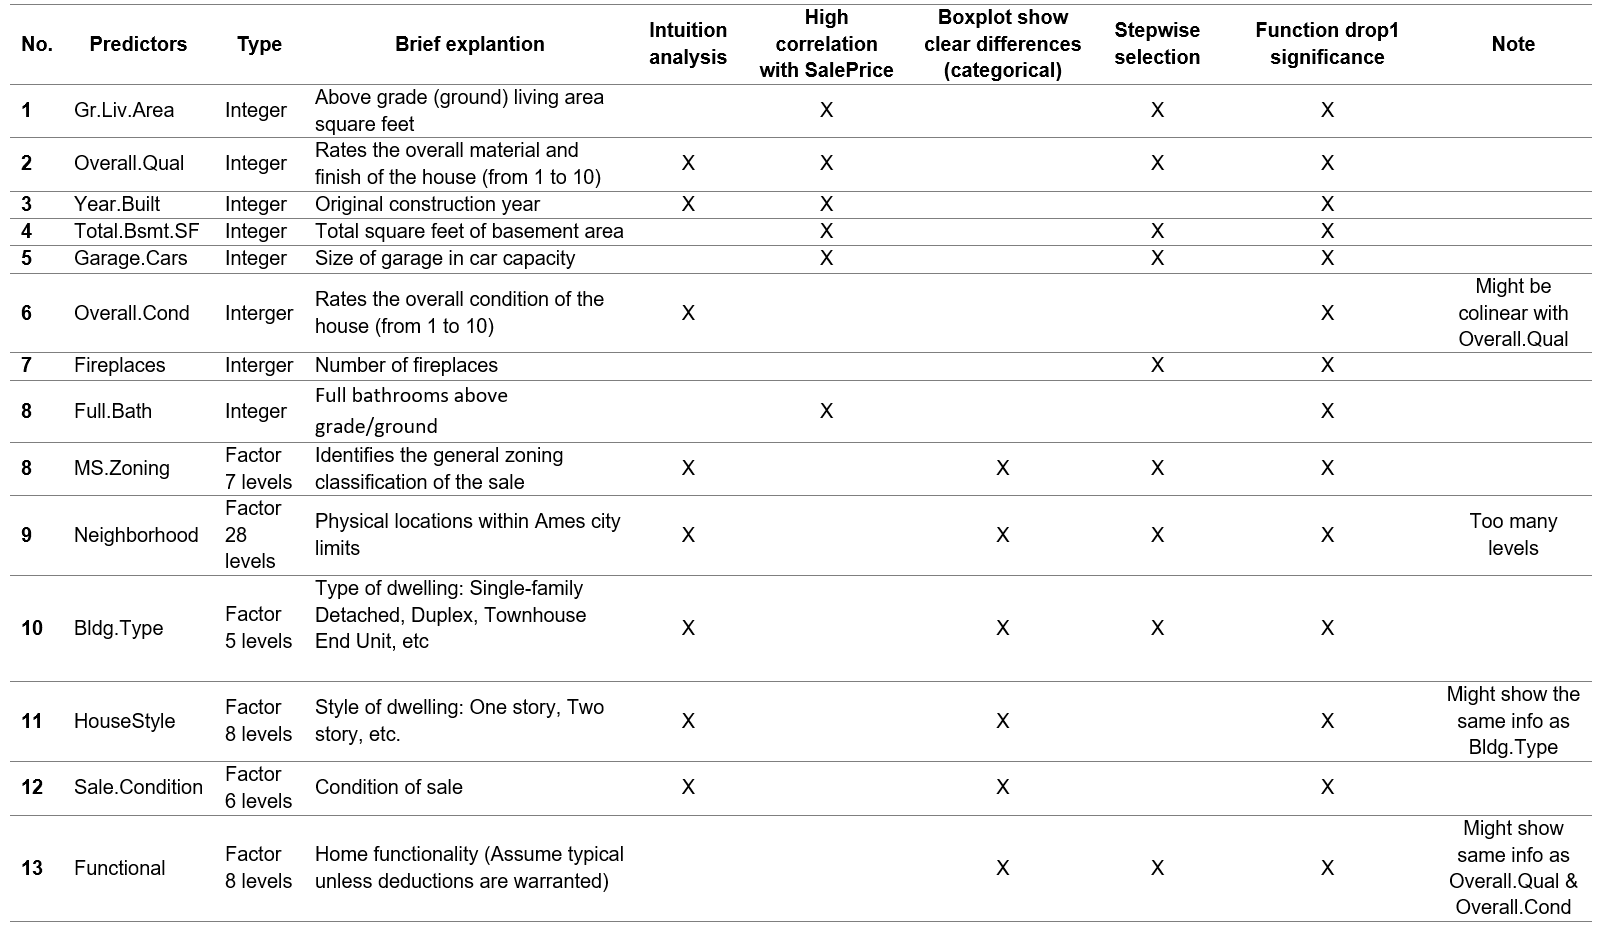 No. Predictors Type Brief explantion Intuition analysis High correlation with SalePrice Boxplot show clear differences (categorical) Stepwise selection Function drop1 significance Note
1 Gr.Liv.Area Integer Above grade (ground) living area square feet X X X
2 Overall.Qual Integer Rates the overall material and finish of the house (from 1 to 10) X X X X
3 Year.Built Integer Original construction year X X X
4 Total.Bsmt.SF Integer Total square feet of basement area X X X
5 Garage.Cars Integer Size of garage in car capacity X X X
6 Overall.Cond Interger Rates the overall condition of the house (from 1 to 10) X X Might be colinear with Overall.Qual
7 Fireplaces Interger Number of fireplaces X X
8 Full.Bath Integer Full bathrooms above grade/ground X X
8 MS.Zoning Factor 7 levels Identifies the general zoning classification of the sale X X X X
9 Neighborhood Factor 28 levels Physical locations within Ames city limits X X X X Too many levels
10 Bldg.Type Factor 5 levels Type of dwelling: Single-family Detached, Duplex, Townhouse End Unit, etc X X X X
11 HouseStyle Factor 8 levels Style of dwelling: One story, Two story, etc. X X X Might show the same info as Bldg.Type
12 Sale.Condition Factor 6 levels Condition of sale X X X
13 Functional Factor 8 levels Home functionality (Assume typical unless deductions are warranted) X X X Might show same info as Overall.Qual & Overall.Cond